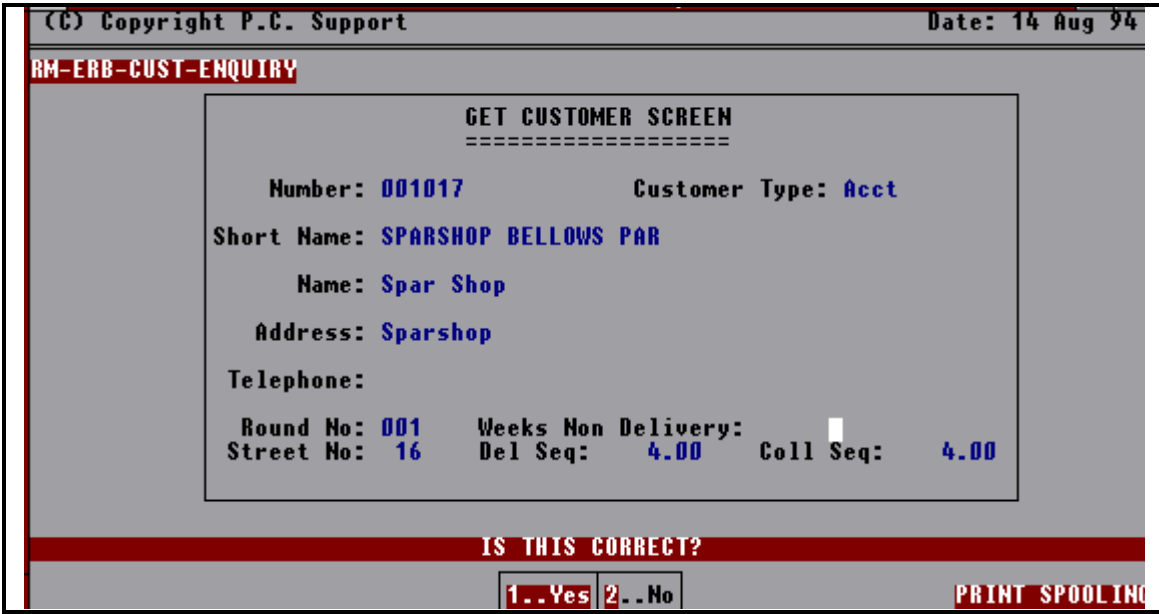 (C) Copyright P.C. Support Date: 14 Aug 94
RM-ERB-CUST-ENQUIRY
GET CUSTOMER SCREEN
===================
Number: 001017 Customer Type: Acct
Short Name: SPARSHOP BELLOWS PAR
Name: Spar Shop
Address: Sparshop
Telephone:
Round No: 001 Weeks Non Delivery:
Street No: 16 Del Seq: 4.00 Coll Seq: 4.00
IS THIS CORRECT?
1..Yes 2..No PRINT SPOOLING